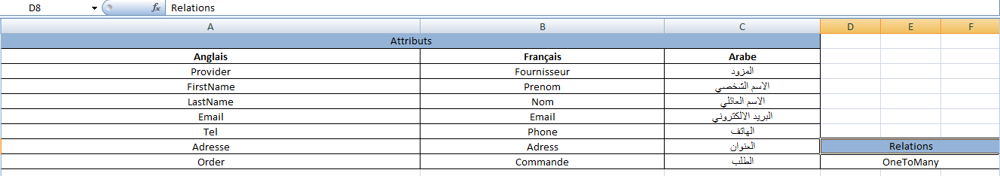 D8 fx Relations
A B C D E F
Attributs
Anglais Français Arabe
Provider Fournisseur المزود
FirstName Prenom الاسم الشخصي
LastName Nom الاسم العائلي
Email Email البريد الالكتروني
Tel Phone الهاتف
Adresse Adress العنوان Relations
Order Commande الطلب OneToMany